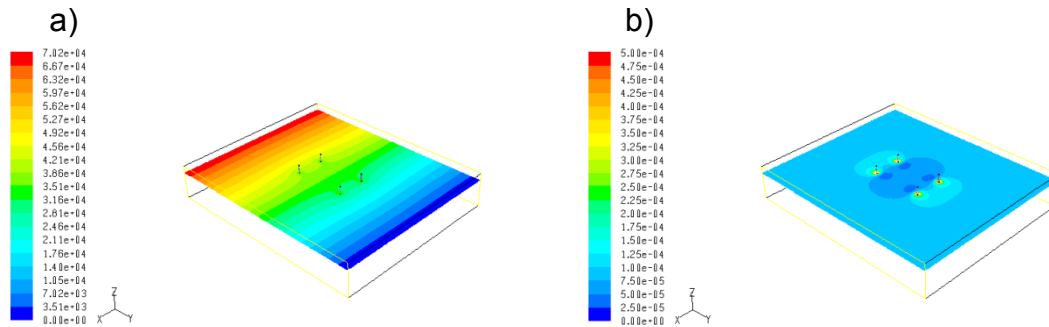 a)
7.02e+04
6.67e+04
6.32e+04
5.97e+04
5.62e+04
5.27e+04
4.92e+04
4.56e+04
4.21e+04
3.86e+04
3.51e+04
3.16e+04
2.81e+04
2.46e+04
2.11e+04
1.76e+04
1.40e+04
1.05e+04
7.02e+03
3.51e+03
0.00e+00
Z
X Y
b)
5.00e-04
4.75e-04
4.50e-04
4.25e-04
4.00e-04
3.75e-04
3.50e-04
3.25e-04
3.00e-04
2.75e-04
2.50e-04
2.25e-04
2.00e-04
1.75e-04
1.50e-04
1.25e-04
1.00e-04
7.50e-05
5.00e-05
2.50e-05
0.00e+00
Z
X Y